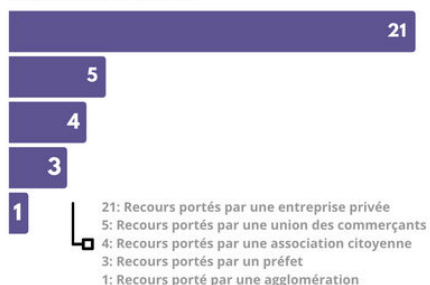 21
5
4
3
1
21: Recours portés par une entreprise privée
5: Recours portés par une union des commerçants
4: Recours portés par une association citoyenne
3: Recours portés par un préfet
1: Recours porté par une agglomération